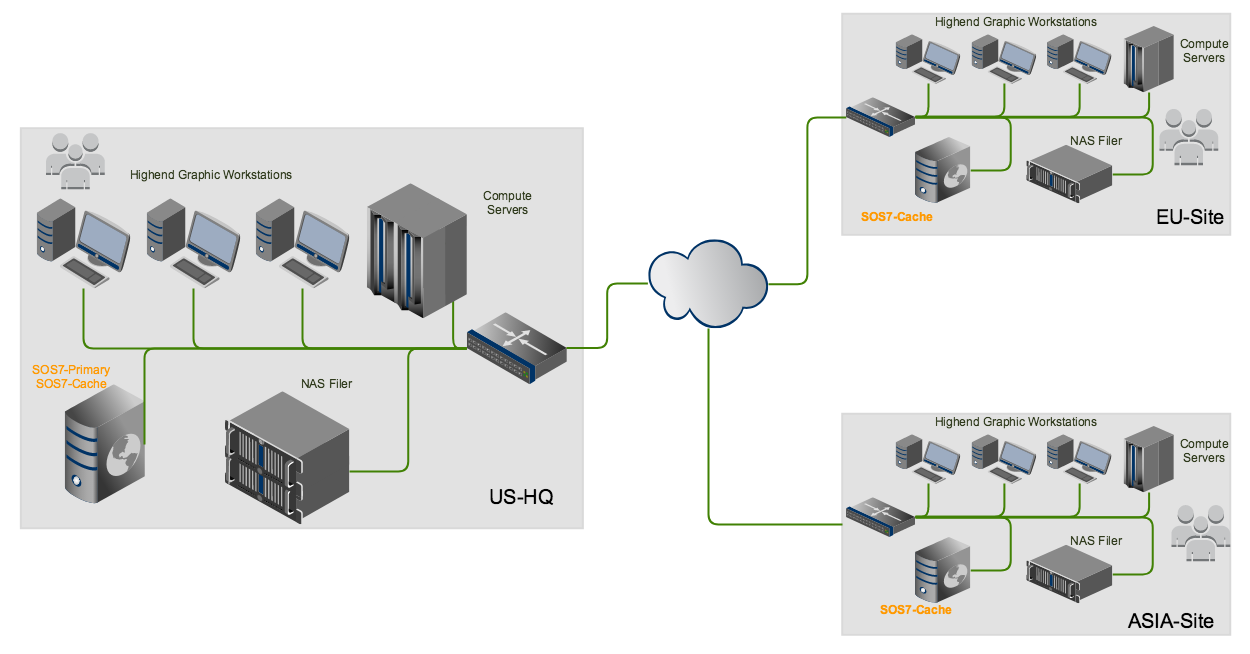 Highend Graphic Workstations
Compute
Servers
SOS7-Primary
SOS7-Cache
NAS Filer
US-HQ
Highend Graphic Workstations
Compute
Servers
NAS Filer
SOS7-Cache
EU-Site
Highend Graphic Workstations
Compute
Servers
NAS Filer
SOS7-Cache
ASIA-Site